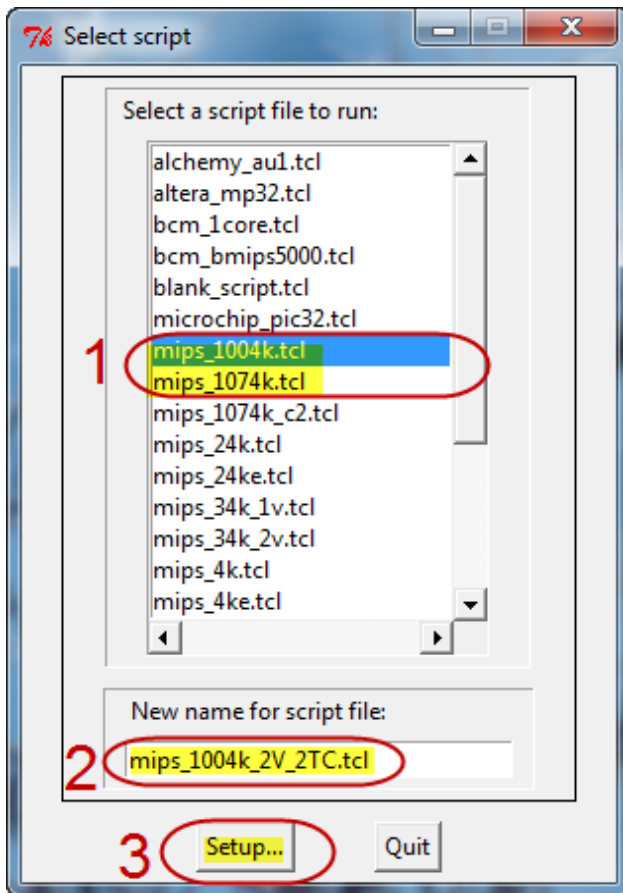 7% Select script
Select a script file to run:
alchemy_au1.tcl
altera_mp32.tcl
bcm_1core.tcl
bcm_bmips5000.tcl
blank_script.tcl
microchip_pic32.tcl
1
mips_1004k.tcl
mips_1074k.tcl
mips_1074k_c2.tcl
mips_24k.tcl
mips_24ke.tcl
mips_34k_1v.tcl
mips_34k_2v.tcl
mips_4k.tcl
mips_4ke.tcl
New name for script file:
2 mips_1004k_2V_2TC.tcl
3 Setup... Quit